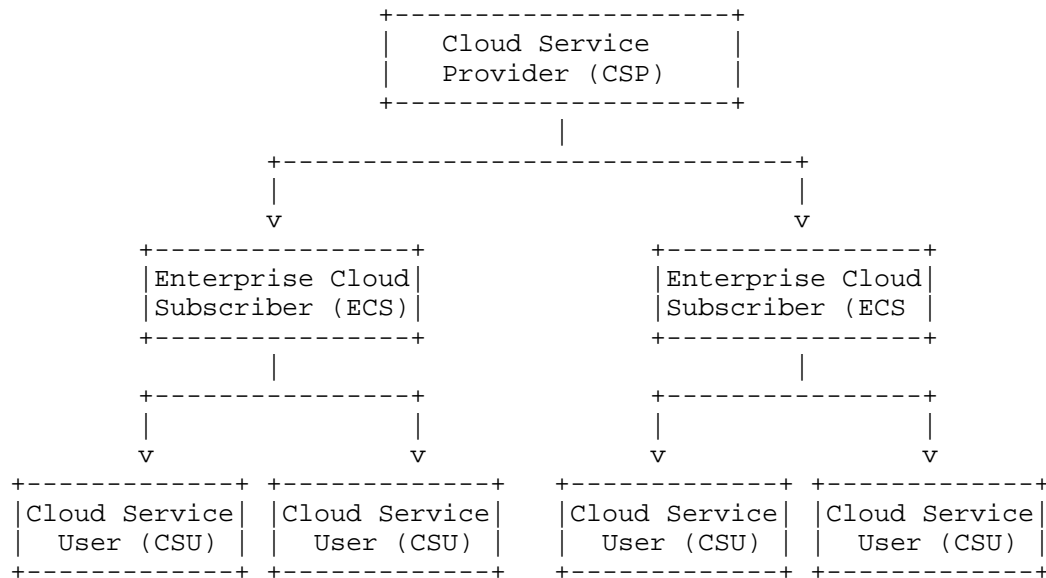 Cloud Service
Provider (CSP)
Enterprise Cloud
Subscriber (ECS)
Enterprise Cloud
Subscriber (ECS
Cloud Service
User (CSU)
Cloud Service
User (CSU)
Cloud Service
User (CSU)
Cloud Service
User (CSU)